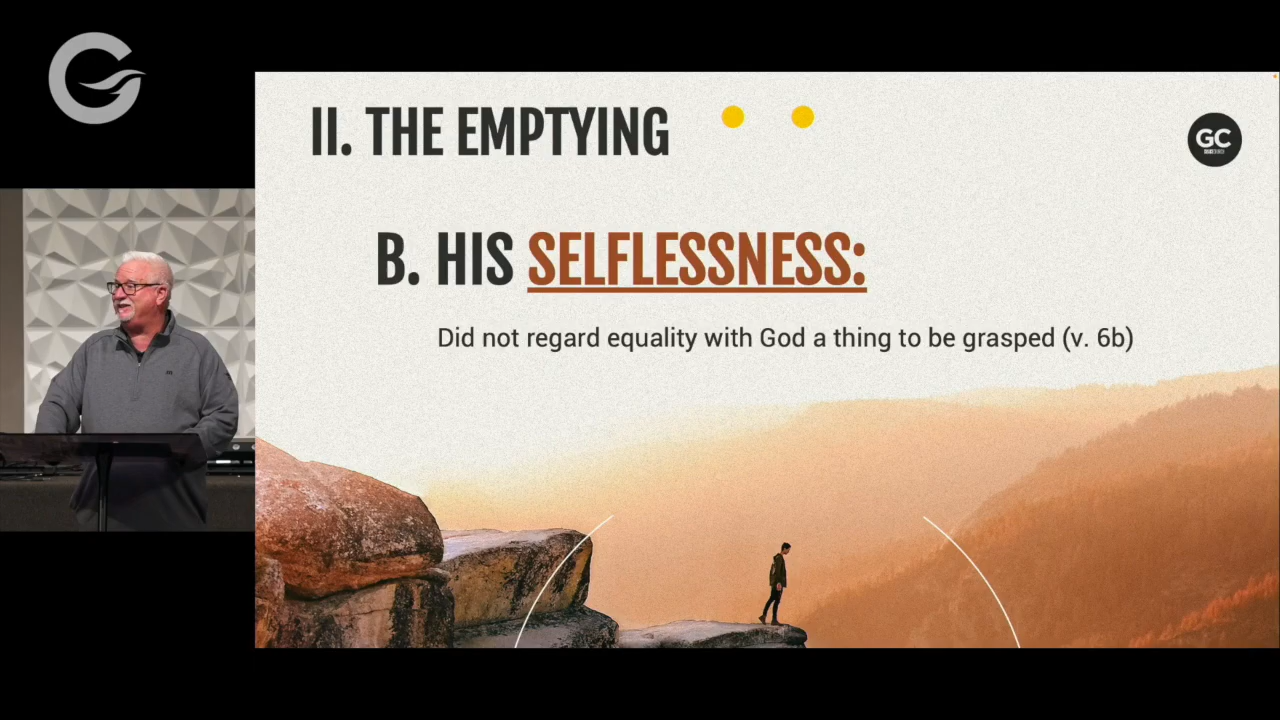 II. THE EMPTYING
GC
B. HIS SELFLESSNESS:
Did not regard equality with God a thing to be grasped (v. 6b)